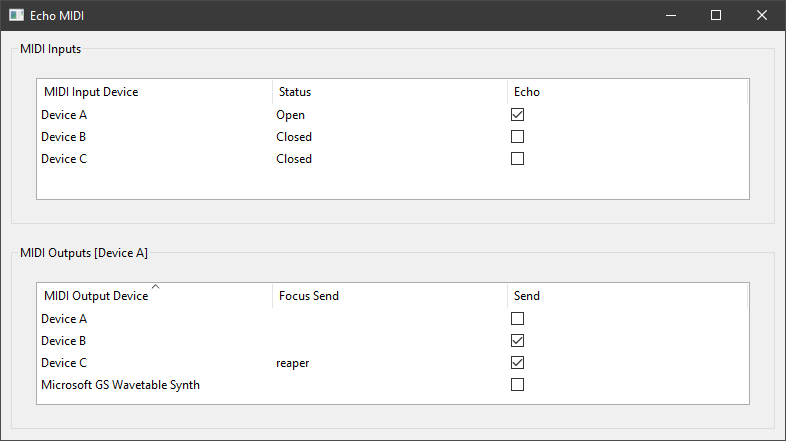 Echo MIDI
MIDI Inputs
MIDI Input Device Status Echo
Device A Open
Device B Closed
Device C Closed
MIDI Outputs [Device A]
MIDI Output Device Focus Send Send
Device A
Device B
Device C reaper
Microsoft GS Wavetable Synth